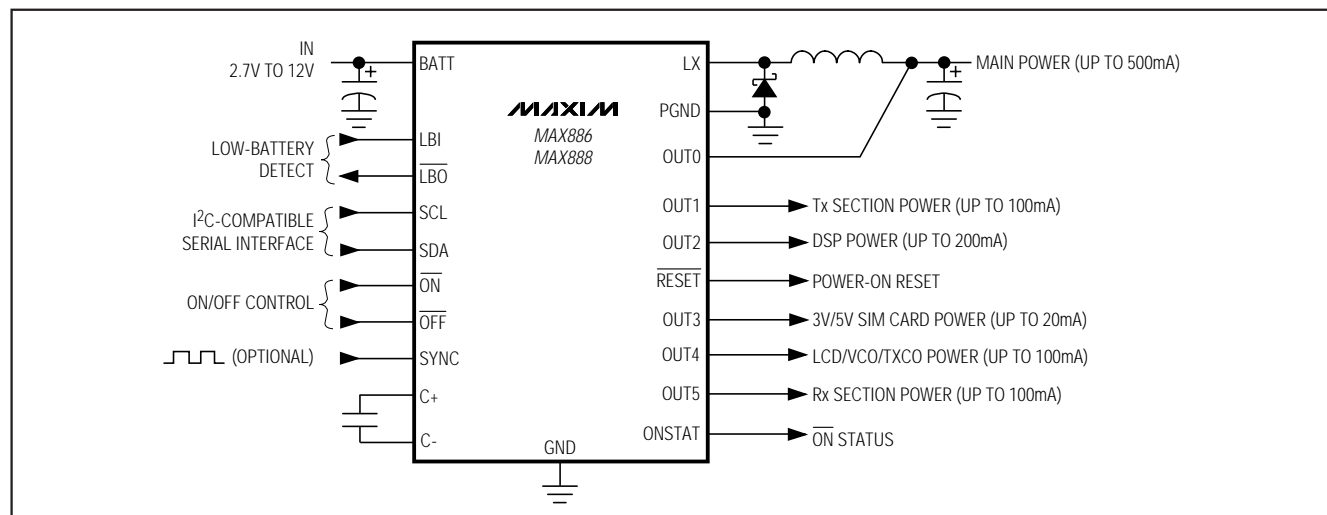 IN
2.7V TO 12V
BATT
LX
MAIN POWER (UP TO 500mA)
PGND
MAXIM
MAX886
MAX888
LBI
LOW-BATTERY
DETECT
LBO
OUT0
SCL
I2C-COMPATIBLE
SERIAL INTERFACE
SDA
OUT1
Tx SECTION POWER (UP TO 100mA)
OUT2
DSP POWER (UP TO 200mA)
ON
ON/OFF CONTROL
OFF
RESET
POWER-ON RESET
OUT3
3V/5V SIM CARD POWER (UP TO 20mA)
(OPTIONAL)
SYNC
OUT4
LCD/VCO/TXCO POWER (UP TO 100mA)
C+
OUT5
Rx SECTION POWER (UP TO 100mA)
C-
GND
ONSTAT
ON STATUS